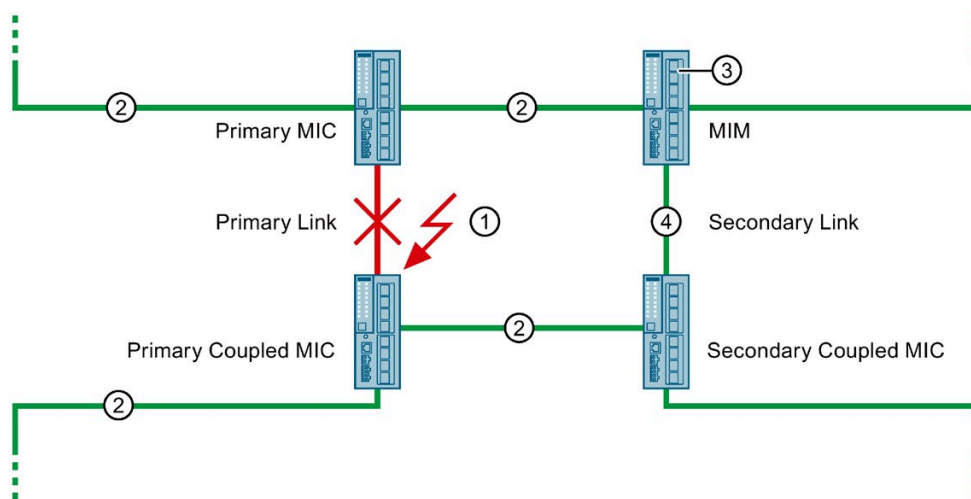 3
2
2
Primary MIC
MIM
Primary Link
1
4
Secondary Link
2
Primary Coupled MIC
Secondary Coupled MIC
2